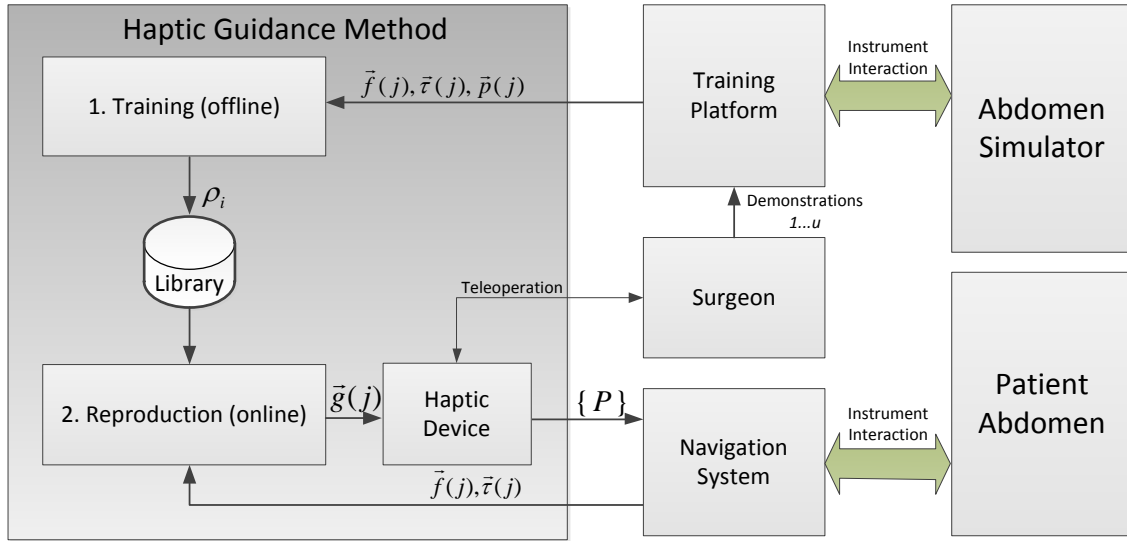 Haptic Guidance Method
1. Training (offline)
f⃗(j), τ⃗(j), p⃗(j)
Training
Platform
Instrument
Interaction
Abdomen
Simulator
ρᵢ
Demonstrations
1...u
Library
Teleoperation
Surgeon
2. Reproduction (online)
g⃗(j)
Haptic
Device
{P}
Navigation
System
Instrument
Interaction
Patient
Abdomen
f⃗(j), τ⃗(j)